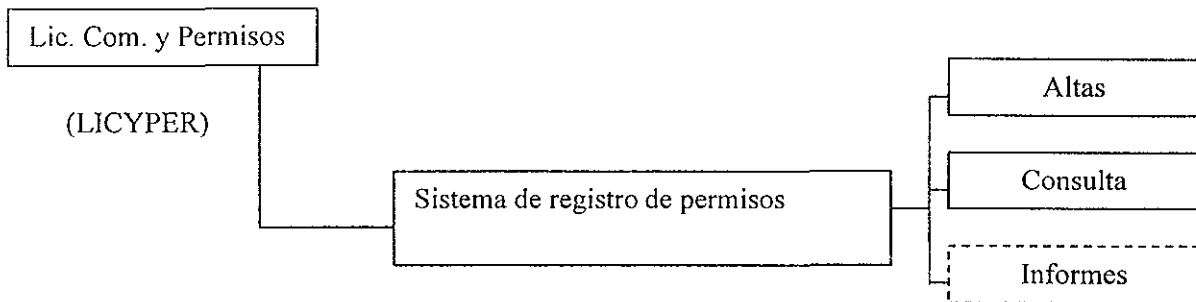 Lic. Com. y Permisos
(LICYPER)
Sistema de registro de permisos
Altas
Consulta
Informes